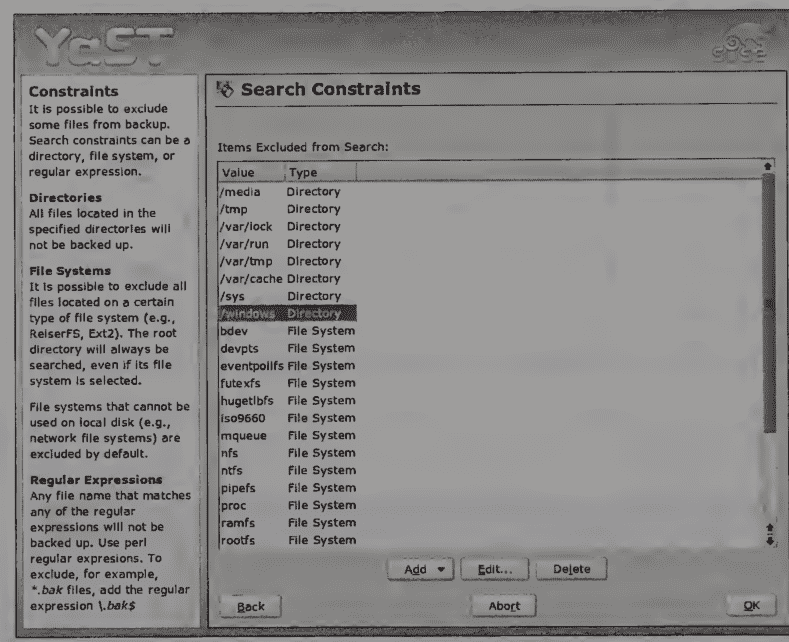 YaST
SUSE
Constraints
It is possible to exclude
some files from backup.
Search constraints can be a
directory, file system, or
regular expression.
Directories
All files located in the
specified directories will
not be backed up.
File Systems
It is possible to exclude all
files located on a certain
type of file system (e.g.,
ReiserFS, Ext2). The root
directory will always be
searched, even if its file
system is selected.
File systems that cannot be
used on local disk (e.g.,
network file systems) are
excluded by default.
Regular Expressions
Any file name that matches
any of the regular
expressions will not be
backed up. Use perl
regular expresions. To
exclude, for example,
*.bak files, add the regular
expression \.bak$
Search Constraints
Items Excluded from Search:
Value Type
/media Directory
/tmp Directory
/var/lock Directory
/var/run Directory
/var/tmp Directory
/var/cache Directory
/sys Directory
/windows Directory
bdev File System
devpts File System
eventpollfs File System
futexfs File System
hugetlbfs File System
iso9660 File System
mqueue File System
nfs File System
ntfs File System
pipefs File System
proc File System
ramfs File System
rootfs File System
Add Edit... Delete
Back Abort OK